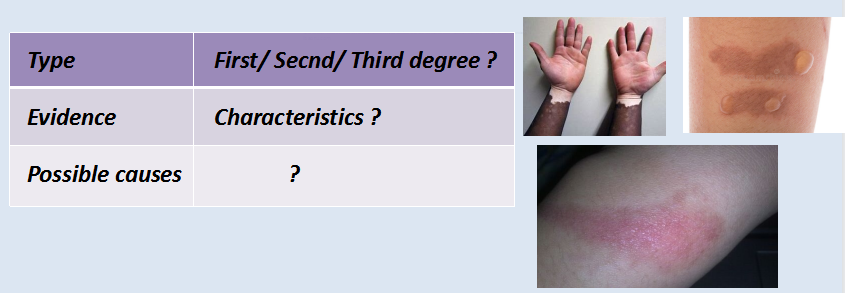 Type First/ Secnd/ Third degree ?
Evidence Characteristics ?
Possible causes ?